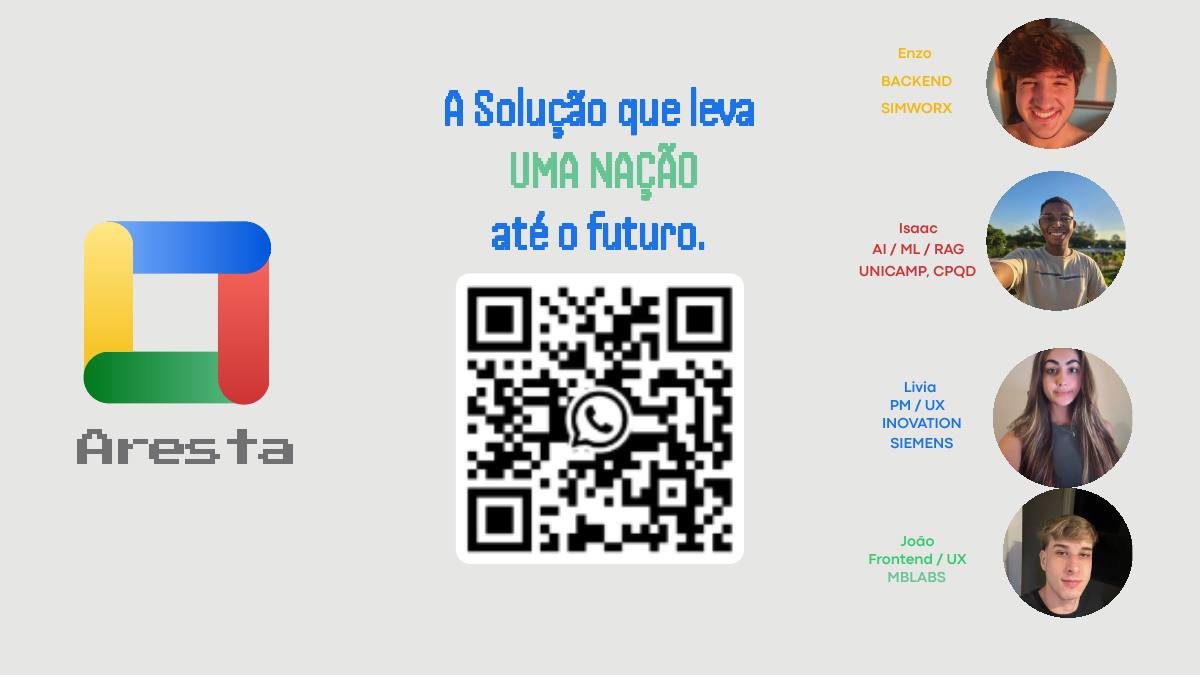 Aresta
A Solução que leva
UMA NAÇÃO
até o futuro.
Enzo
BACKEND
SIMWORX
Isaac
AI / ML / RAG
UNICAMP, CPQD
Livia
PM / UX
INOVATION
SIEMENS
João
Frontend / UX
MBLABS